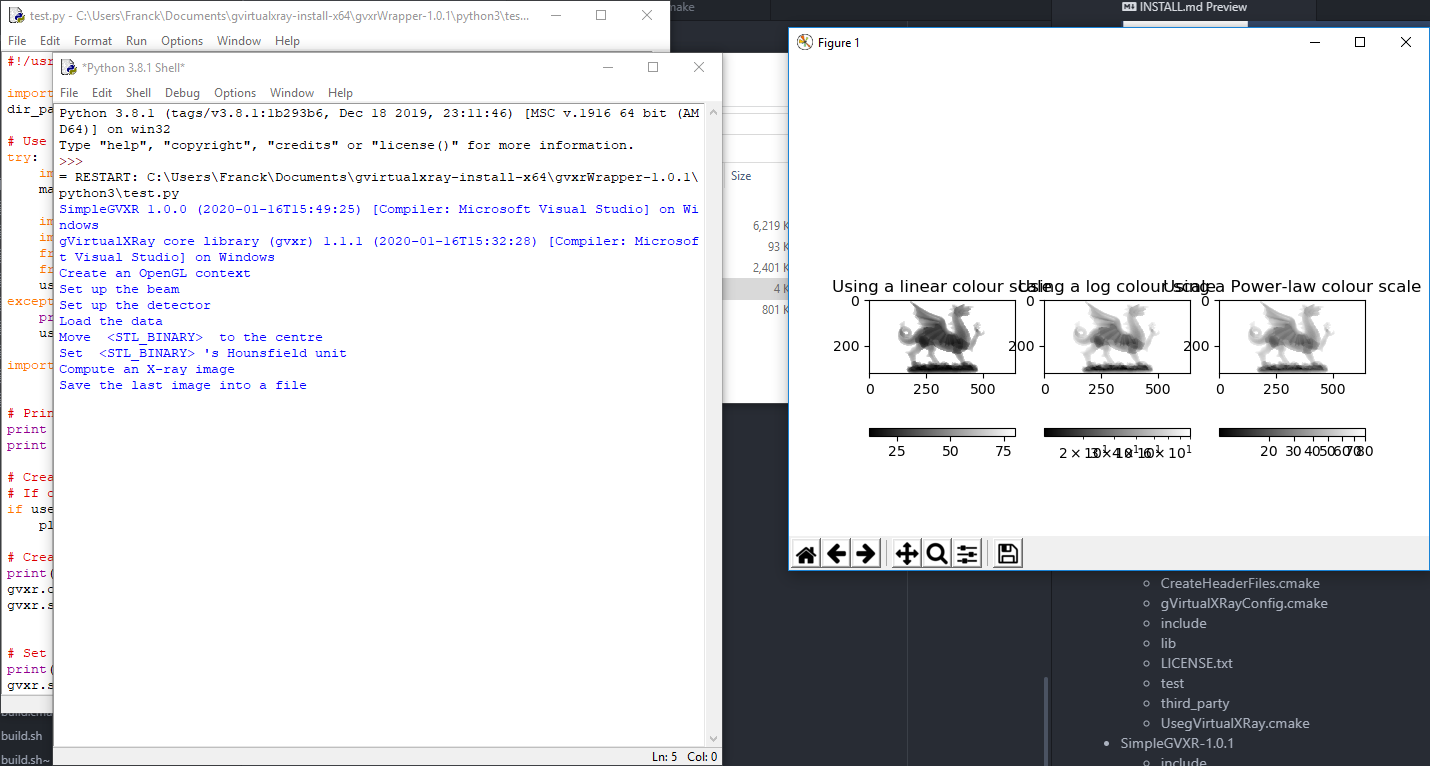 test.py - C:\Users\Franck\Documents\gvirtualxray-install-x64\gvxrWrapper-1.0.1\python3\tes...
File Edit Format Run Options Window Help
#!/usr
import
dir_pa
# Use
try:
im
ma
im
im
fr
fr
us
except
pr
us
import
# Prin
print
print
# Crea
# If c
if use
pl
# Crea
print(
gvxr.c
gvxr.s
# Set
print(
gvxr.s
build.sh
build.sh~
*Python 3.8.1 Shell*
File Edit Shell Debug Options Window Help
Python 3.8.1 (tags/v3.8.1:1b293b6, Dec 18 2019, 23:11:46) [MSC v.1916 64 bit (AM
D64)] on win32
Type "help", "copyright", "credits" or "license()" for more information.
>>>
= RESTART: C:\Users\Franck\Documents\gvirtualxray-install-x64\gvxrWrapper-1.0.1\
python3\test.py
SimpleGVXR 1.0.0 (2020-01-16T15:49:25) [Compiler: Microsoft Visual Studio] on Wi
ndows
gVirtualXRay core library (gvxr) 1.1.1 (2020-01-16T15:32:28) [Compiler: Microsof
t Visual Studio] on Windows
Create an OpenGL context
Set up the beam
Set up the detector
Load the data
Move  <STL_BINARY>  to the centre
Set  <STL_BINARY> 's Hounsfield unit
Compute an X-ray image
Save the last image into a file
Ln: 5 Col: 0
make
Size
6,219 K
93 K
2,401 K
4 K
801 K
INSTALL.md Preview
Figure 1
Using a linear colour scale
Using a log colour scale
Using a Power-law colour scale
0 0 0
200 200 200
0 250 500 0 250 500 0 250 500
25 50 75
2 × 10¹ 3 × 10¹ 4 × 10¹ 6 × 10¹
20 30 40 50 60 70 80
CreateHeaderFiles.cmake
gVirtualXRayConfig.cmake
include
lib
LICENSE.txt
test
third_party
UsegVirtualXRay.cmake
SimpleGVXR-1.0.1
include